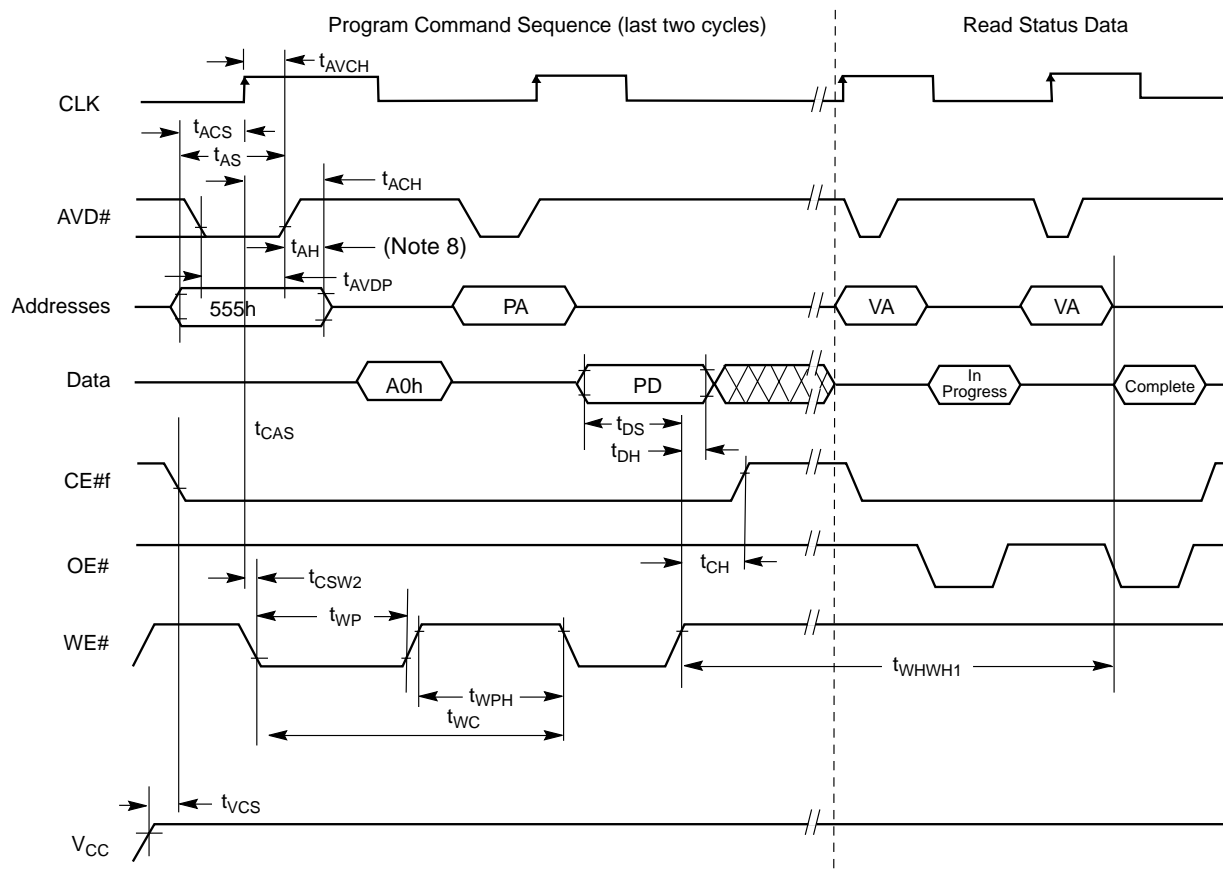 Program Command Sequence (last two cycles) Read Status Data
tAVCH
CLK
tACS
tAS
tACH
AVD#
tAH (Note 8)
tAVDP
Addresses 555h PA VA VA
Data A0h PD In Progress Complete
tDS
tCAS
tDH
CE#f
OE#
tCH
tCSW2
tWP
WE#
tWHWH1
tWPH
tWC
tVCS
VCC